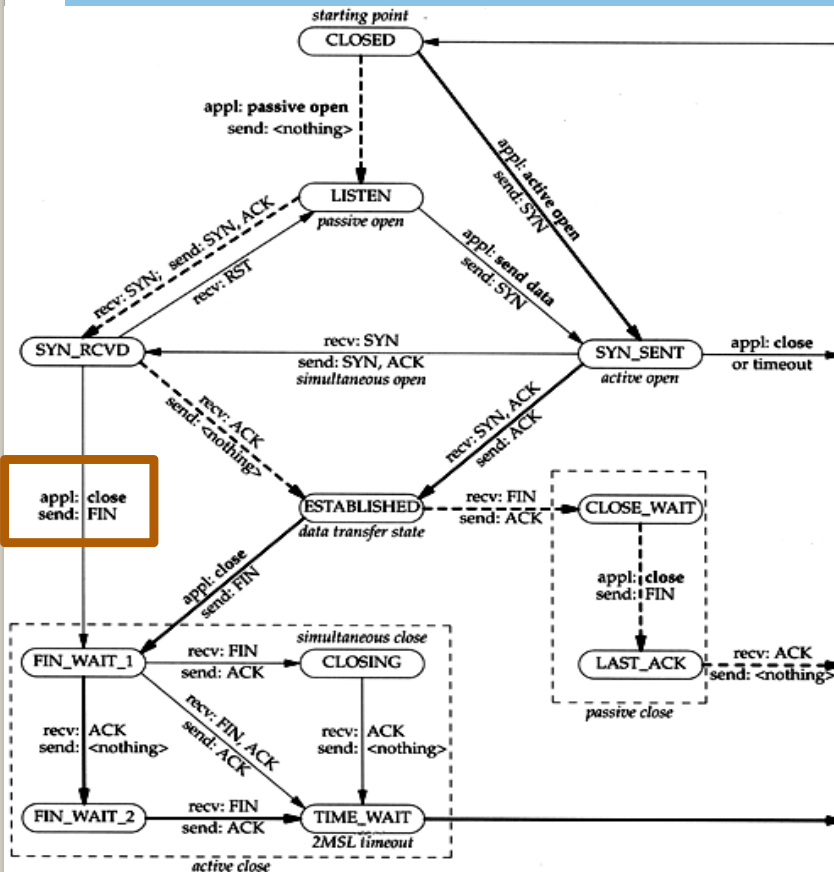 starting point
CLOSED
appl: passive open
send: <nothing>
appl: active open
send: SYN
LISTEN
passive open
recv: SYN; send: SYN, ACK
recv: RST
appl: send data
send: SYN
SYN_RCVD
recv: SYN
send: SYN, ACK
simultaneous open
SYN_SENT
active open
appl: close
or timeout
recv: ACK
send: <nothing>
recv: SYN, ACK
send: ACK
appl: close
send: FIN
ESTABLISHED
data transfer state
recv: FIN
send: ACK
CLOSE_WAIT
appl: close
send: FIN
appl: close
send: FIN
LAST_ACK
recv: ACK
send: <nothing>
passive close
FIN_WAIT_1
recv: FIN
send: ACK
simultaneous close
CLOSING
recv: ACK
send: <nothing>
recv: FIN, ACK
send: ACK
recv: ACK
send: <nothing>
FIN_WAIT_2
recv: FIN
send: ACK
TIME_WAIT
2MSL timeout
active close